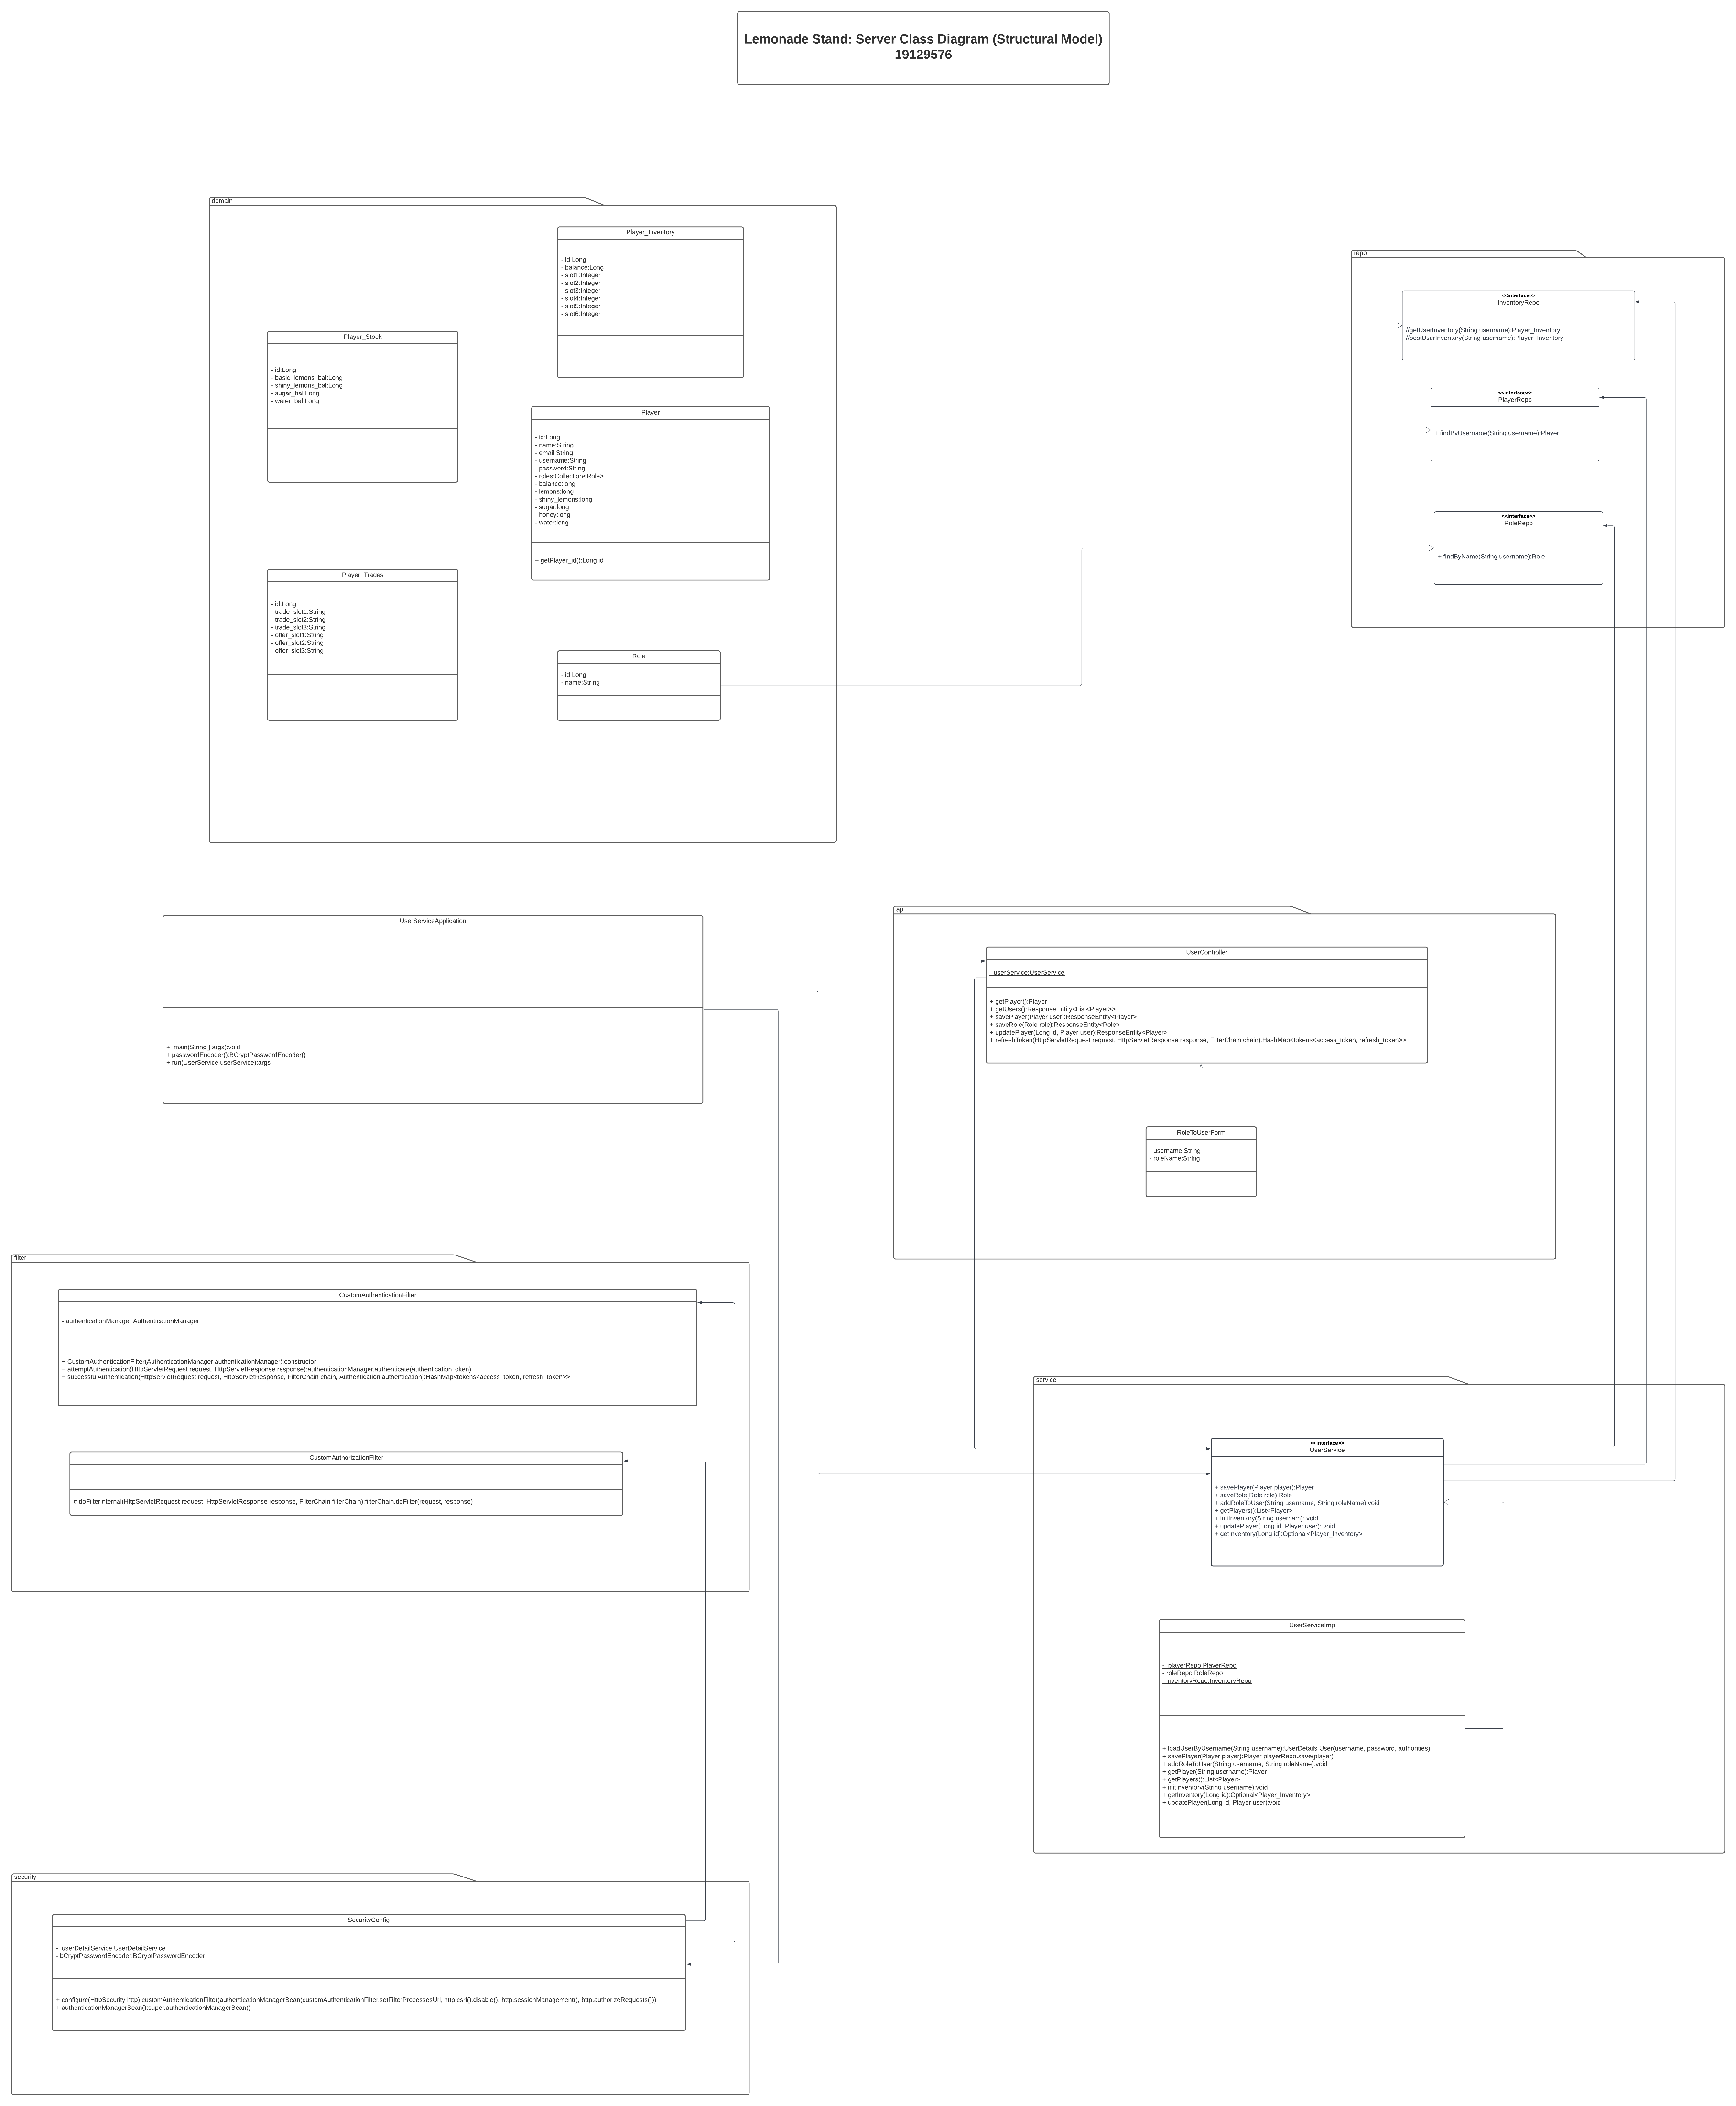 Lemonade Stand: Server Class Diagram (Structural Model)
19129576
domain
Player_Inventory
- id:Long
- balance:Long
- slot1:Integer
- slot2:Integer
- slot3:Integer
- slot4:Integer
- slot5:Integer
- slot6:Integer
Player_Stock
- id:Long
- basic_lemons_bal:Long
- shiny_lemons_bal:Long
- sugar_bal:Long
- water_bal:Long
Player
- id:Long
- name:String
- email:String
- username:String
- password:String
- roles:Collection<Role>
- balance:long
- lemons:long
- shiny_lemons:long
- sugar:long
- honey:long
- water:long
+ getPlayer_id():Long id
Player_Trades
- id:Long
- trade_slot1:String
- trade_slot2:String
- trade_slot3:String
- offer_slot1:String
- offer_slot2:String
- offer_slot3:String
Role
- id:Long
- name:String
repo
<<interface>>
InventoryRepo
//getUserInventory(String username):Player_Inventory
//postUserInventory(String username):Player_Inventory
<<interface>>
PlayerRepo
+ findByUsername(String username):Player
<<interface>>
RoleRepo
+ findByName(String username):Role
UserServiceApplication
+_main(String[] args):void
+ passwordEncoder():BCryptPasswordEncoder()
+ run(UserService userService):args
api
UserController
- userService:UserService
+ getPlayer():Player
+ getUsers():ResponseEntity<List<Player>>
+ savePlayer(Player user):ResponseEntity<Player>
+ saveRole(Role role):ResponseEntity<Role>
+ updatePlayer(Long id, Player user):ResponseEntity<Player>
+ refreshToken(HttpServletRequest request, HttpServletResponse response, FilterChain chain):HashMap<tokens<access_token, refresh_token>>
RoleToUserForm
- username:String
- roleName:String
filter
CustomAuthenticationFilter
- authenticationManager:AuthenticationManager
+ CustomAuthenticationFilter(AuthenticationManager authenticationManager):constructor
+ attemptAuthentication(HttpServletRequest request, HttpServletResponse response):authenticationManager.authenticate(authenticationToken)
+ successfulAuthentication(HttpServletRequest request, HttpServletResponse, FilterChain chain, Authentication authentication):HashMap<tokens<access_token, refresh_token>>
CustomAuthorizationFilter
# doFilterInternal(HttpServletRequest request, HttpServletResponse response, FilterChain filterChain):filterChain.doFilter(request, response)
service
<<interface>>
UserService
+ savePlayer(Player player):Player
+ saveRole(Role role):Role
+ addRoleToUser(String username, String roleName):void
+ getPlayers():List<Player>
+ initInventory(String usernam): void
+ updatePlayer(Long id, Player user): void
+ getInventory(Long id):Optional<Player_Inventory>
UserServiceImp
- playerRepo:PlayerRepo
- roleRepo:RoleRepo
- inventoryRepo:InventoryRepo
+ loadUserByUsername(String username):UserDetails User(username, password, authorities)
+ savePlayer(Player player):Player playerRepo.save(player)
+ addRoleToUser(String username, String roleName):void
+ getPlayer(String username):Player
+ getPlayers():List<Player>
+ initInventory(String username):void
+ getInventory(Long id):Optional<Player_Inventory>
+ updatePlayer(Long id, Player user):void
security
SecurityConfig
- userDetailService:UserDetailService
- bCryptPasswordEncoder:BCryptPasswordEncoder
+ configure(HttpSecurity http):customAuthenticationFilter(authenticationManagerBean(customAuthenticationFilter.setFilterProcessesUrl, http.csrf().disable(), http.sessionManagement(), http.authorizeRequests()))
+ authenticationManagerBean():super.authenticationManagerBean()